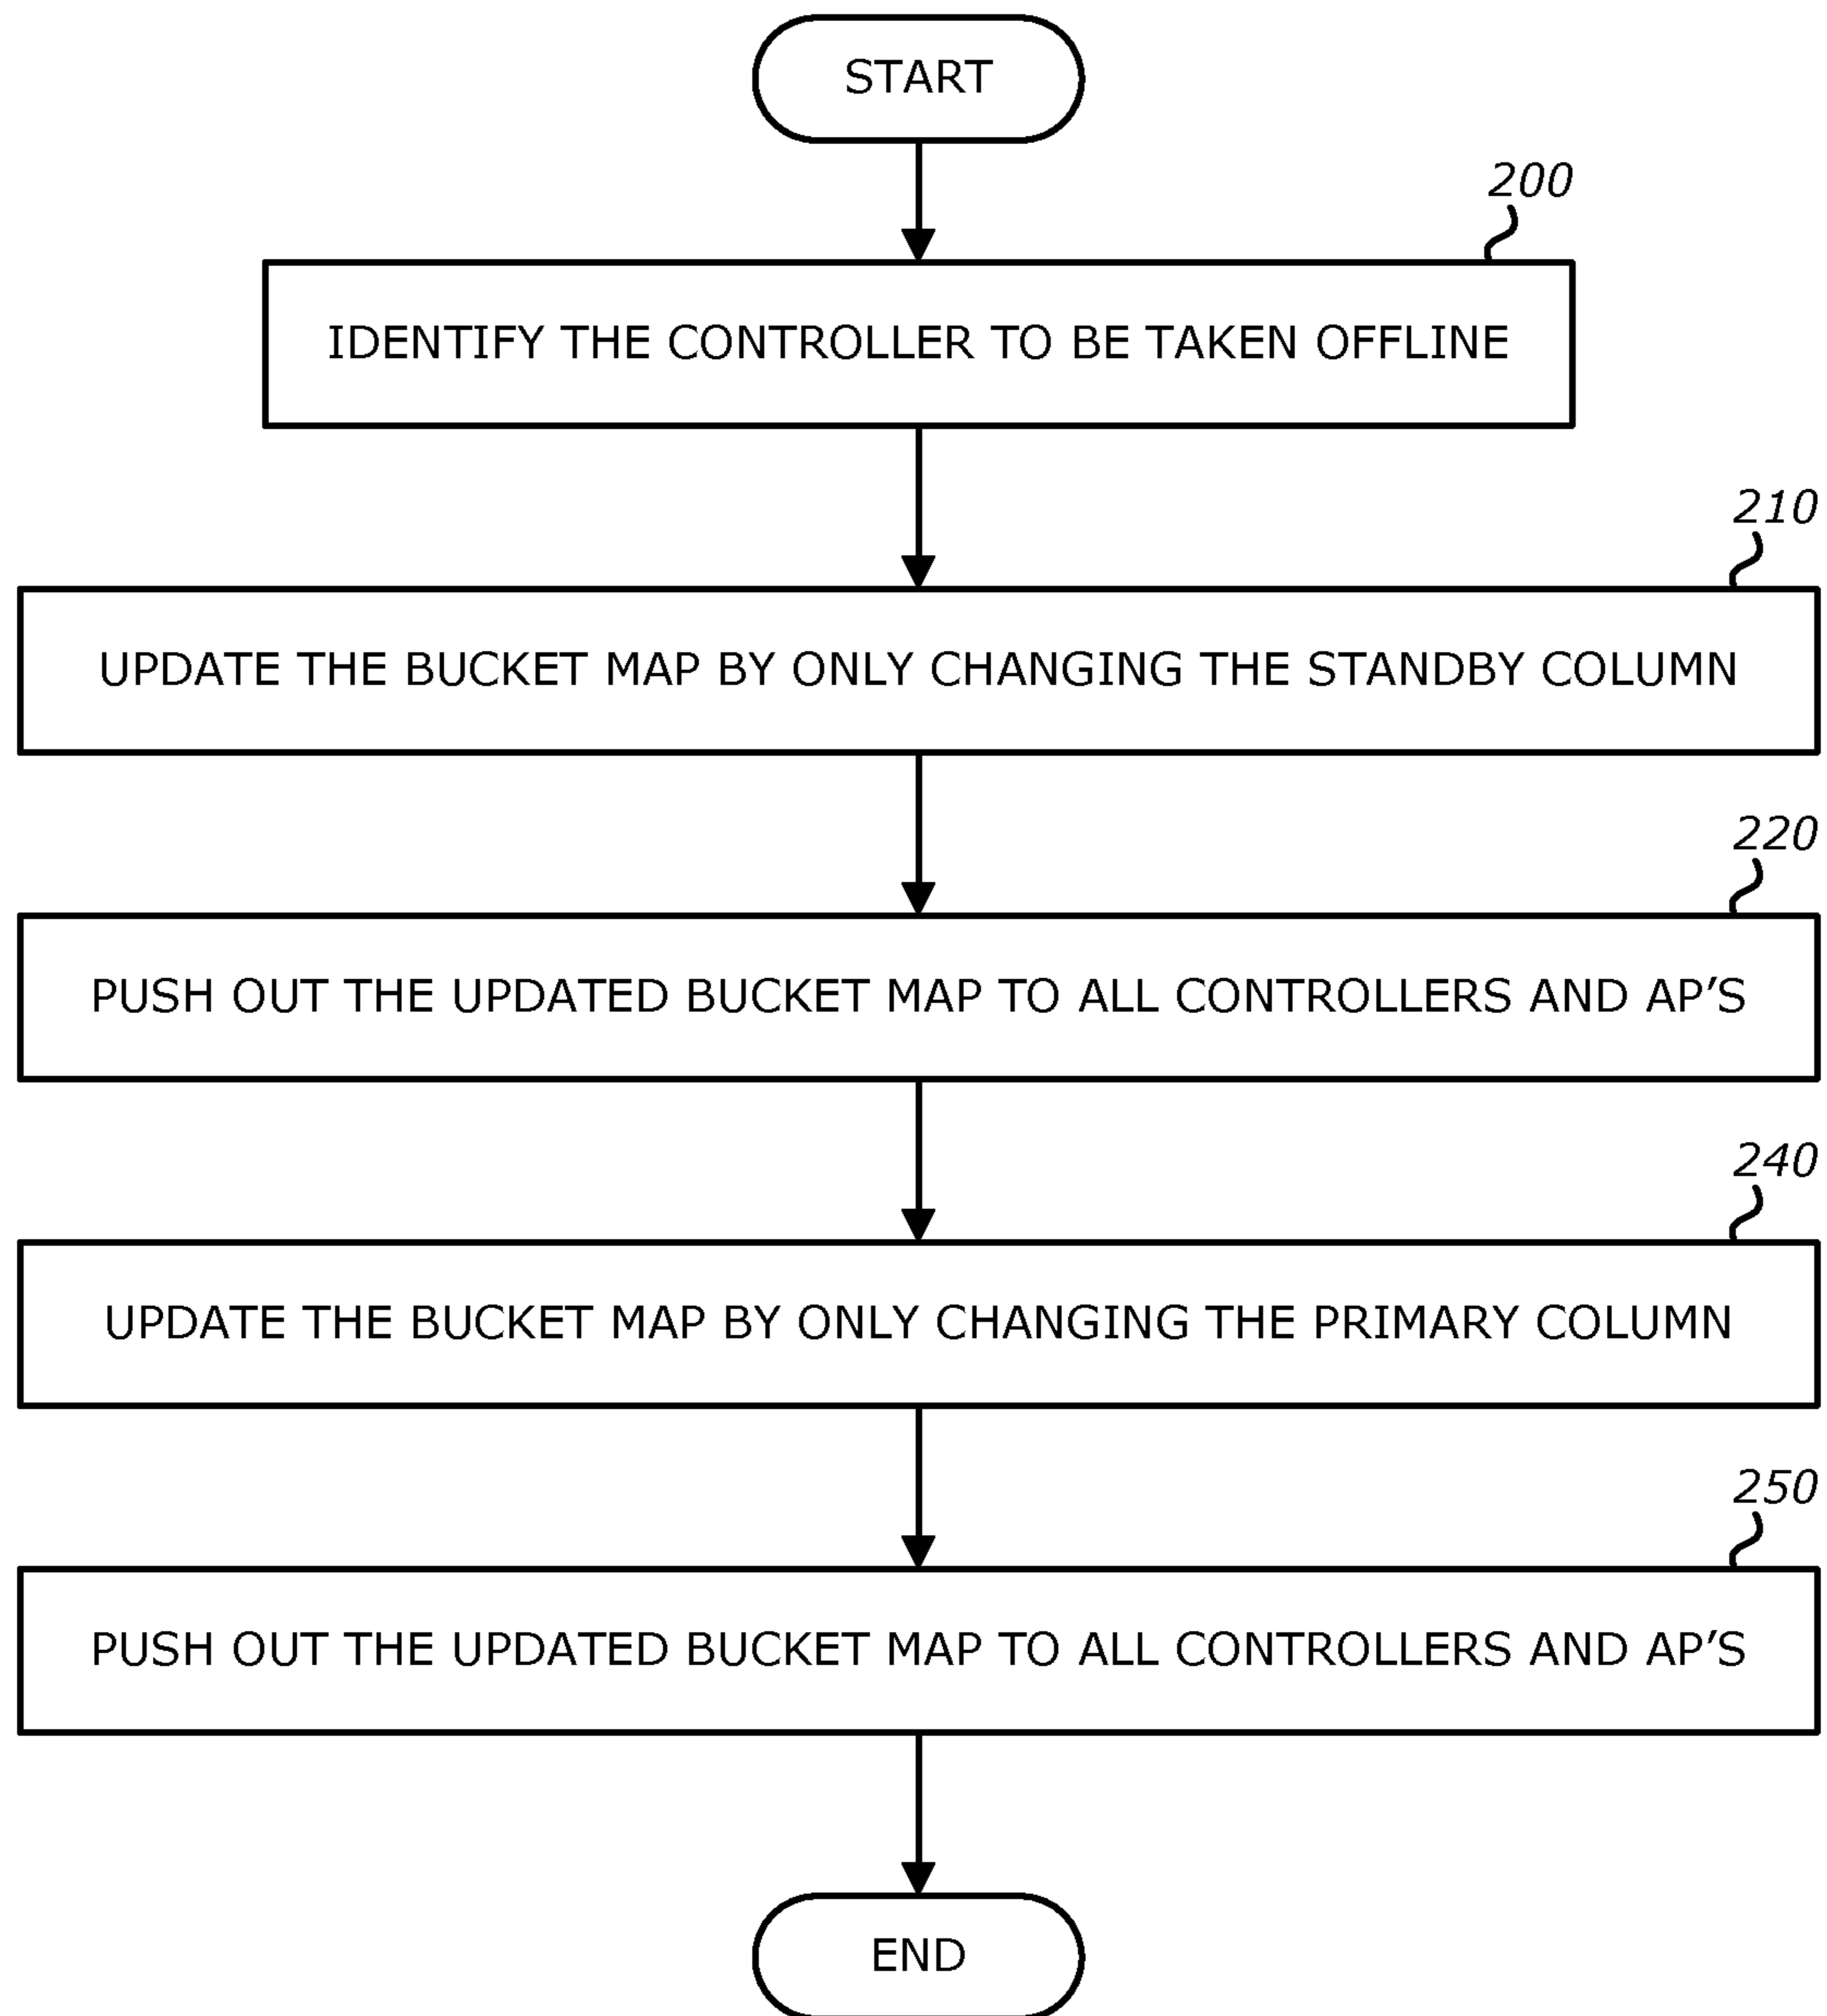 START
200
IDENTIFY THE CONTROLLER TO BE TAKEN OFFLINE
210
UPDATE THE BUCKET MAP BY ONLY CHANGING THE STANDBY COLUMN
220
PUSH OUT THE UPDATED BUCKET MAP TO ALL CONTROLLERS AND AP'S
240
UPDATE THE BUCKET MAP BY ONLY CHANGING THE PRIMARY COLUMN
250
PUSH OUT THE UPDATED BUCKET MAP TO ALL CONTROLLERS AND AP'S
END